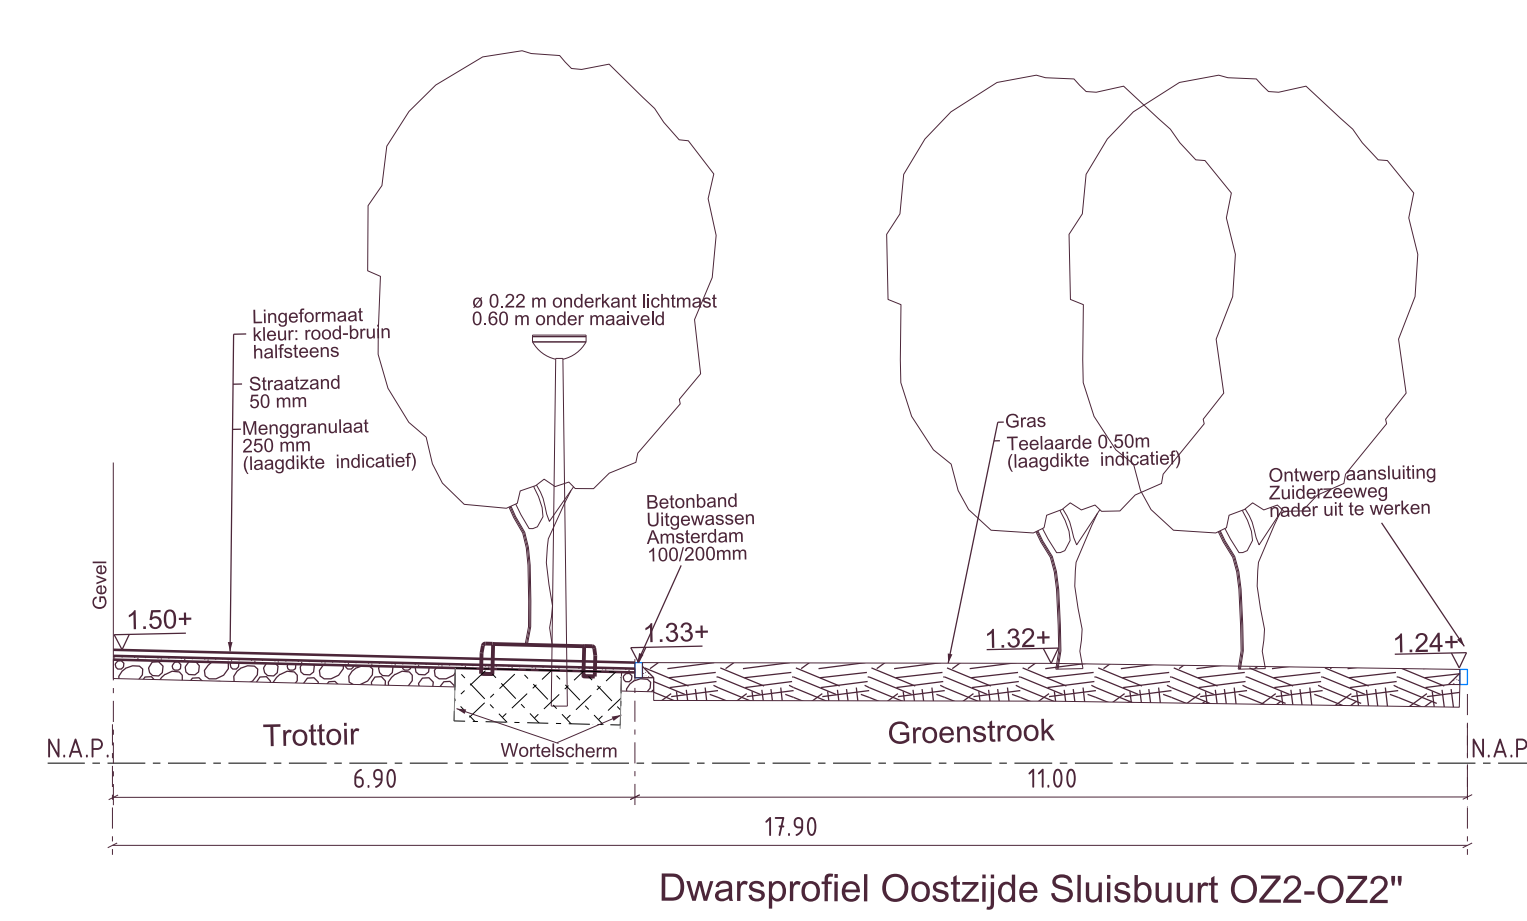 ø 0.22 m onderkant lichtmast
0.60 m onder maaiveld
Lingeformaat
kleur: rood-bruin
halfsteens
Straatzand
50 mm
Menggranulaat
250 mm
(laagdikte indicatief)
Gras
Teelaarde 0.50m
(laagdikte indicatief)
Ontwerp aansluiting
Zuiderzeeweg
nader uit te werken
Betonband
Uitgewassen
Amsterdam
100/200mm
Gevel
1.50+
1.33+
1.32+
1.24+
Trottoir
Groenstrook
Wortelscherm
N.A.P.
N.A.P
6.90
11.00
17.90
Dwarsprofiel Oostzijde Sluisbuurt OZ2-OZ2"